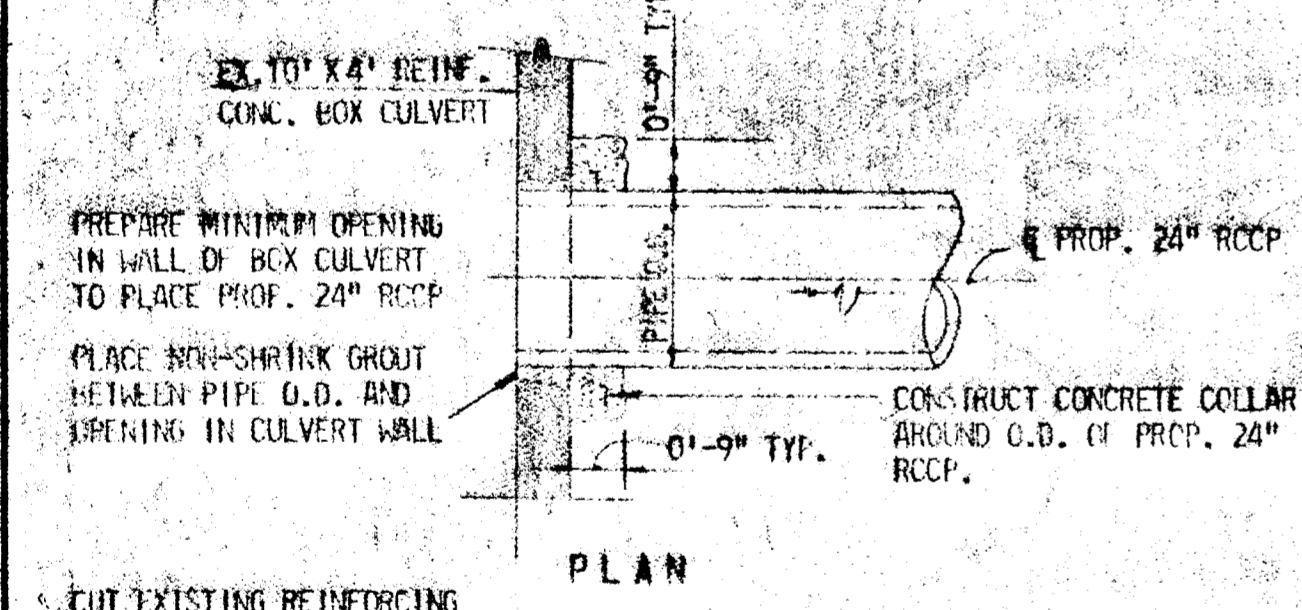 EX. 10' X 4' REINF.
CONC. BOX CULVERT
0'-9" TY
PREPARE MINIMUM OPENING
IN WALL OF BOX CULVERT
TO PLACE PROP. 24" RCCP
PIPE O.D.
℄ PROP. 24" RCCP
PLACE NON-SHRINK GROUT
BETWEEN PIPE O.D. AND
OPENING IN CULVERT WALL
CONSTRUCT CONCRETE COLLAR
AROUND O.D. OF PROP. 24"
RCCP.
0'-9" TYP.
PLAN
CUT EXISTING REINFORCING